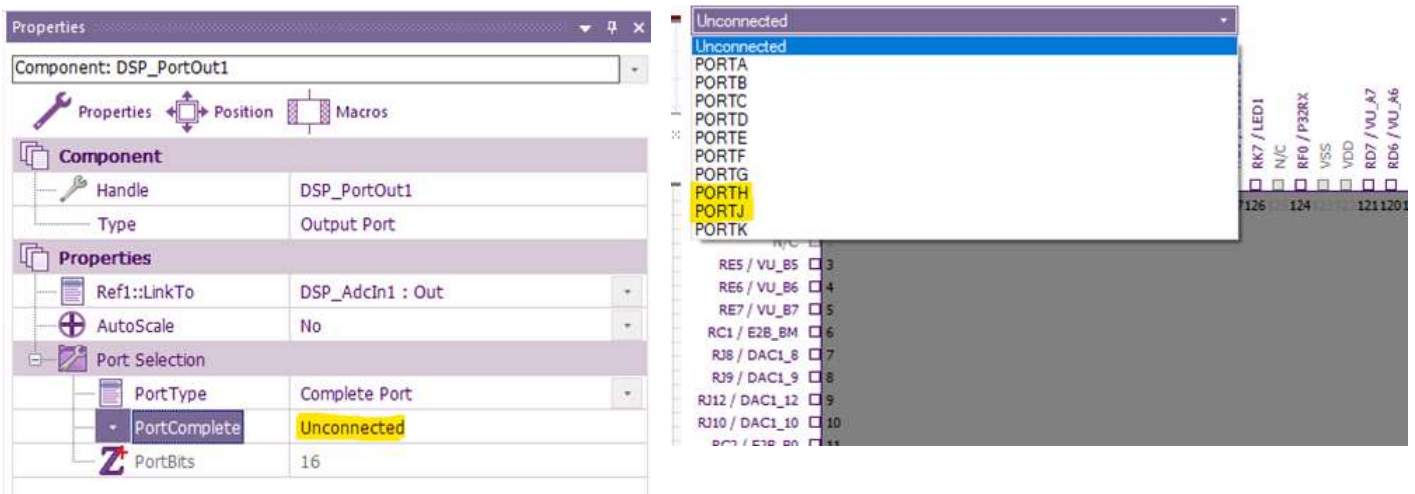 Properties
Component: DSP_PortOut1
Properties Position Macros
Component
Handle DSP_PortOut1
Type Output Port
Properties
Ref1::LinkTo DSP_AdcIn1 : Out
AutoScale No
Port Selection
PortType Complete Port
PortComplete Unconnected
PortBits 16
Unconnected
Unconnected
PORTA
PORTB
PORTC
PORTD
PORTE
PORTF
PORTG
PORTH
PORTJ
PORTK
RK7 / LED1
N/C
RF0 / P32RX
VSS
VDD
RD7 / VU_A7
RD6 / VU_A6
126 124 121 120
N/C
RE5 / VU_B5 3
RE6 / VU_B6 4
RE7 / VU_B7 5
RC1 / E2B_BM 6
RJ8 / DAC1_8 7
RJ9 / DAC1_9 8
RJ12 / DAC1_12 9
RJ10 / DAC1_10 10